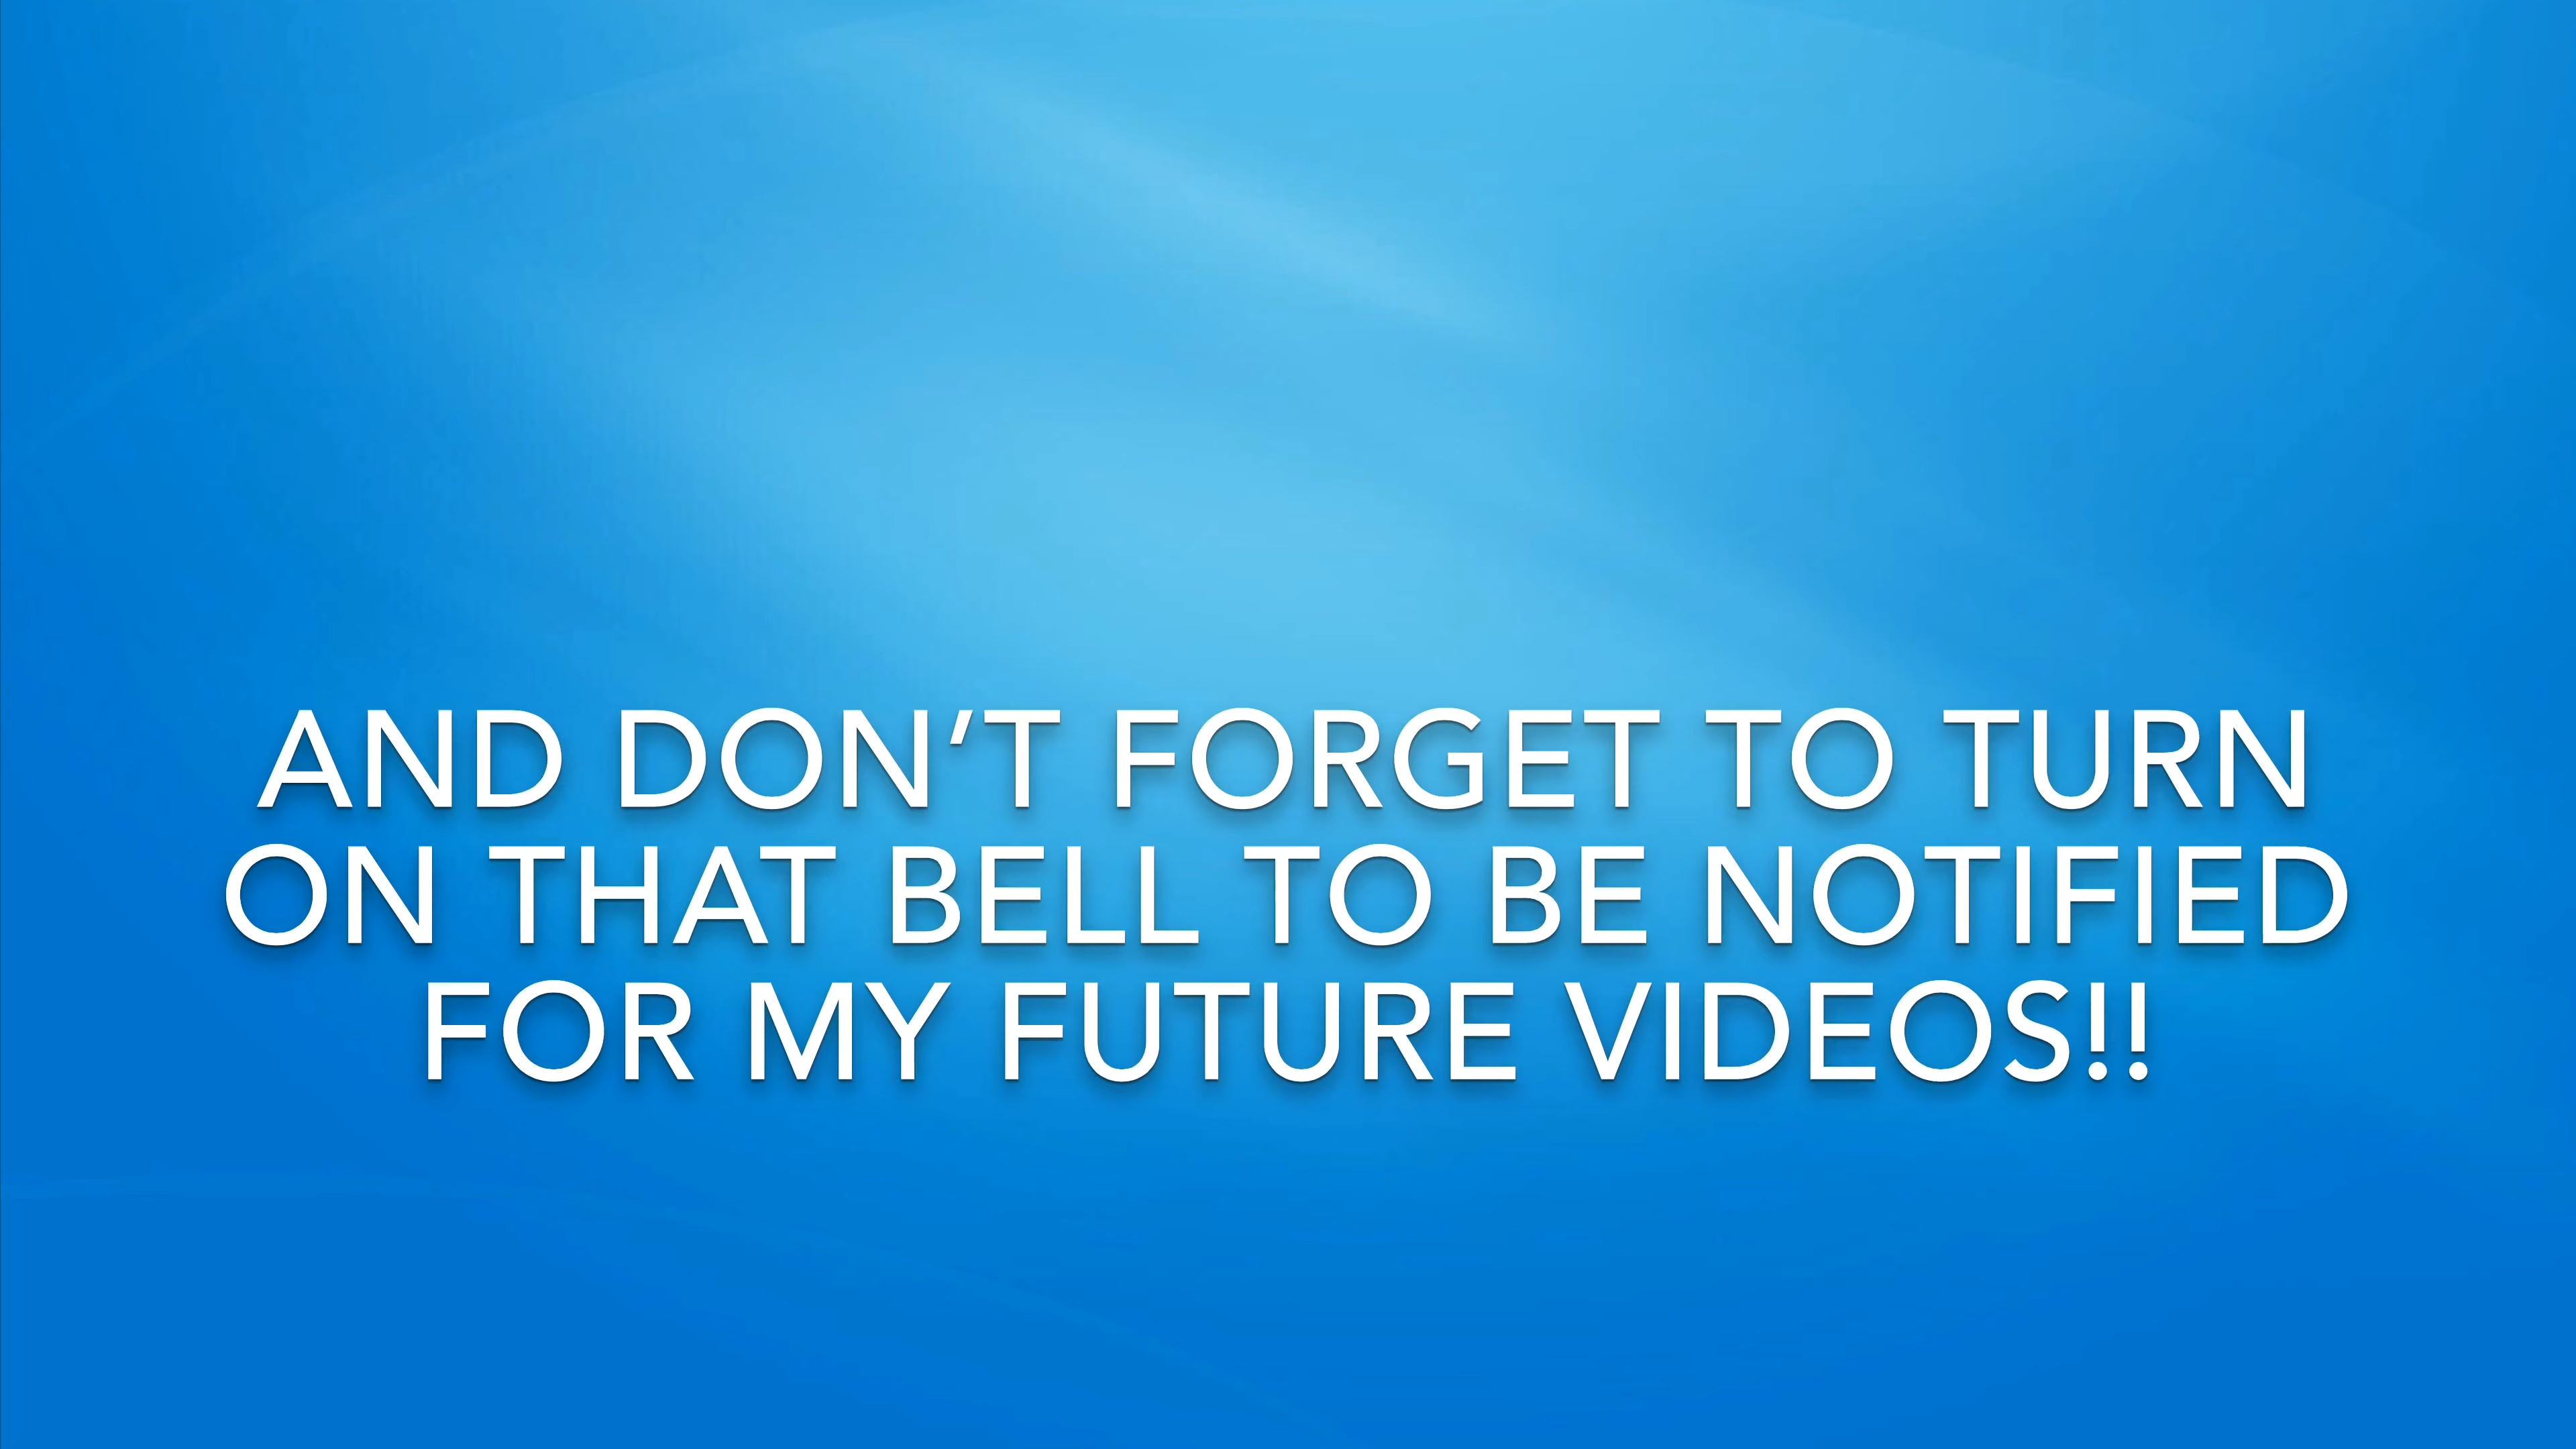 AND DON’T FORGET TO TURN
ON THAT BELL TO BE NOTIFIED
FOR MY FUTURE VIDEOS!!